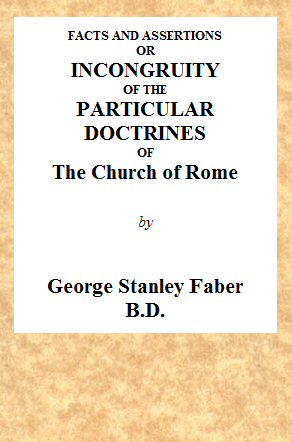 FACTS AND ASSERTIONS
OR
INCONGRUITY
OF THE
PARTICULAR
DOCTRINES
OF
The Church of Rome
by
George Stanley Faber
B.D.